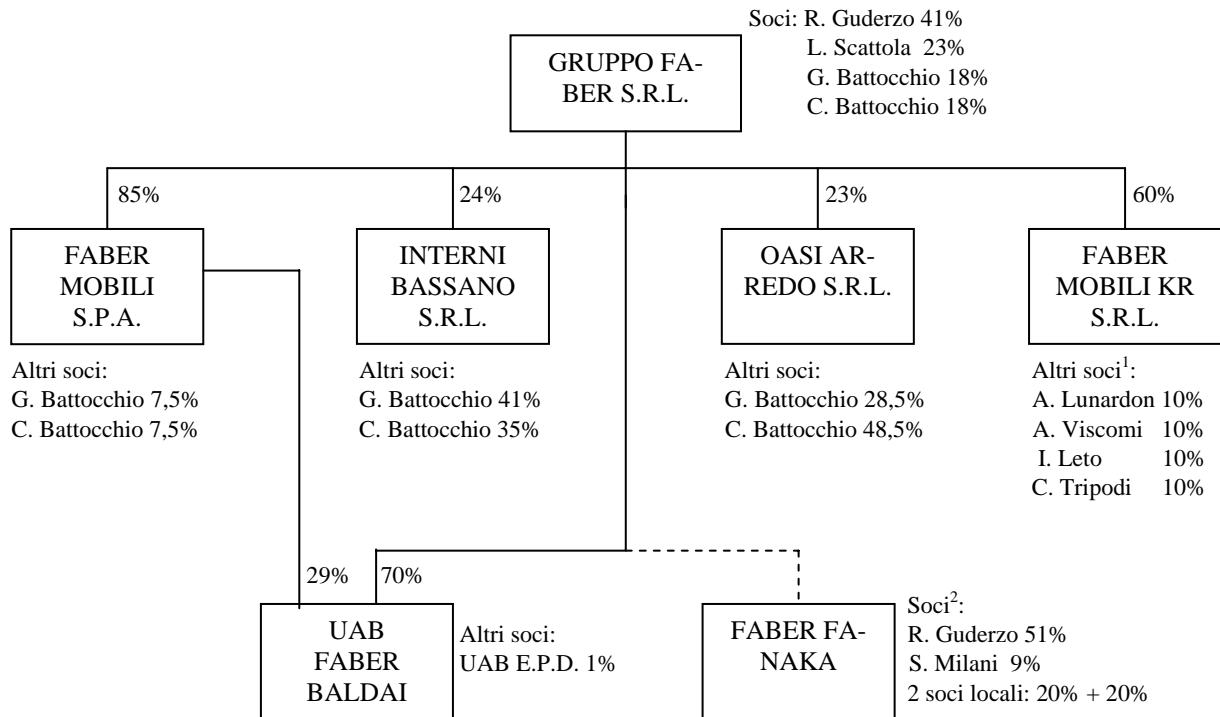 Soci: R. Guderzo 41%
L. Scattola 23%
G. Battocchio 18%
C. Battocchio 18%
GRUPPO FA-
BER S.R.L.
85%
24%
23%
60%
FABER
MOBILI
S.P.A.
INTERNI
BASSANO
S.R.L.
OASI AR-
REDO S.R.L.
FABER
MOBILI KR
S.R.L.
Altri soci:
G. Battocchio 7,5%
C. Battocchio 7,5%
Altri soci:
G. Battocchio 41%
C. Battocchio 35%
Altri soci:
G. Battocchio 28,5%
C. Battocchio 48,5%
Altri soci¹:
A. Lunardon 10%
A. Viscomi 10%
I. Leto 10%
C. Tripodi 10%
29%
70%
UAB
FABER
BALDAI
Altri soci:
UAB E.P.D. 1%
FABER FA-
NAKA
Soci²:
R. Guderzo 51%
S. Milani 9%
2 soci locali: 20% + 20%